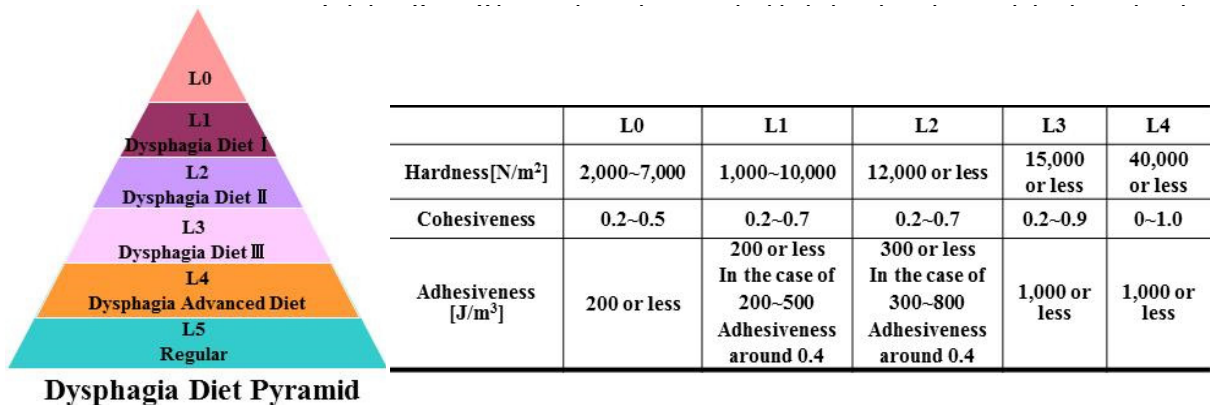 L0
L1
Dysphagia Diet Ⅰ
L2
Dysphagia Diet Ⅱ
L3
Dysphagia Diet Ⅲ
L4
Dysphagia Advanced Diet
L5
Regular
Dysphagia Diet Pyramid
L0 L1 L2 L3 L4
Hardness[N/m²] 2,000~7,000 1,000~10,000 12,000 or less 15,000 or less 40,000 or less
Cohesiveness 0.2~0.5 0.2~0.7 0.2~0.7 0.2~0.9 0~1.0
Adhesiveness [J/m³] 200 or less 200 or less In the case of 200~500 Adhesiveness around 0.4 300 or less In the case of 300~800 Adhesiveness around 0.4 1,000 or less 1,000 or less